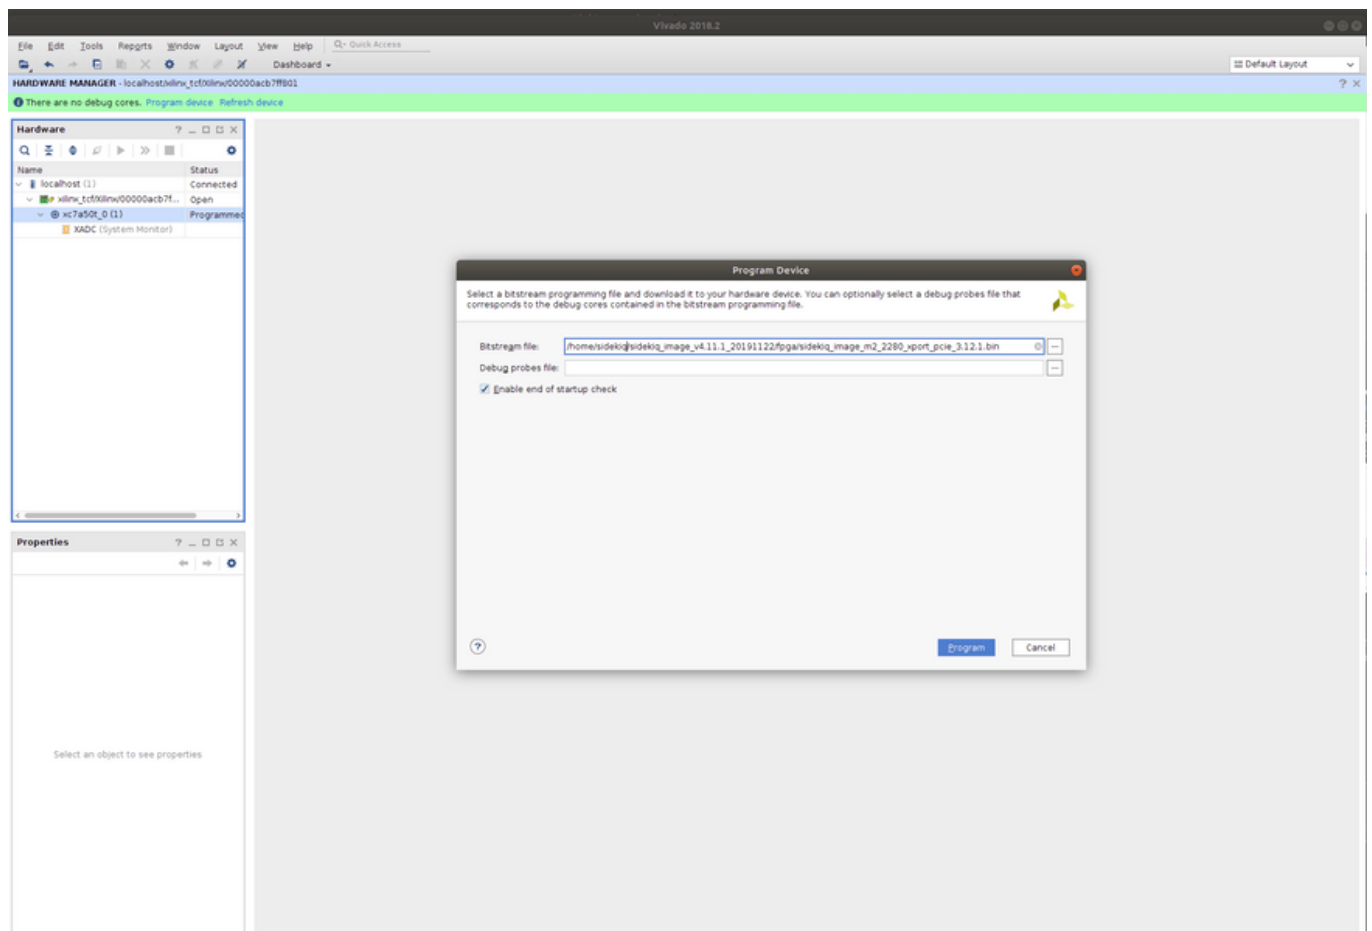 Vivado 2018.2
File Edit Tools Reports Window Layout View Help Quick Access
Dashboard
Default Layout
HARDWARE MANAGER - localhost/xilinx_tcf/Xilinx/00000acb7ff801
There are no debug cores. Program device Refresh device
Hardware
Name Status
localhost (1) Connected
xilinx_tcf/Xilinx/00000acb7f... Open
xc7a50t_0 (1) Programmed
XADC (System Monitor)
Program Device
Select a bitstream programming file and download it to your hardware device. You can optionally select a debug probes file that
corresponds to the debug cores contained in the bitstream programming file.
Bitstream file: /home/sidekiq/sidekiq_image_v4.11.1_20191122/fpga/sidekiq_image_m2_2280_xport_pcie_3.12.1.bin
Debug probes file:
Enable end of startup check
Program Cancel
Properties
Select an object to see properties